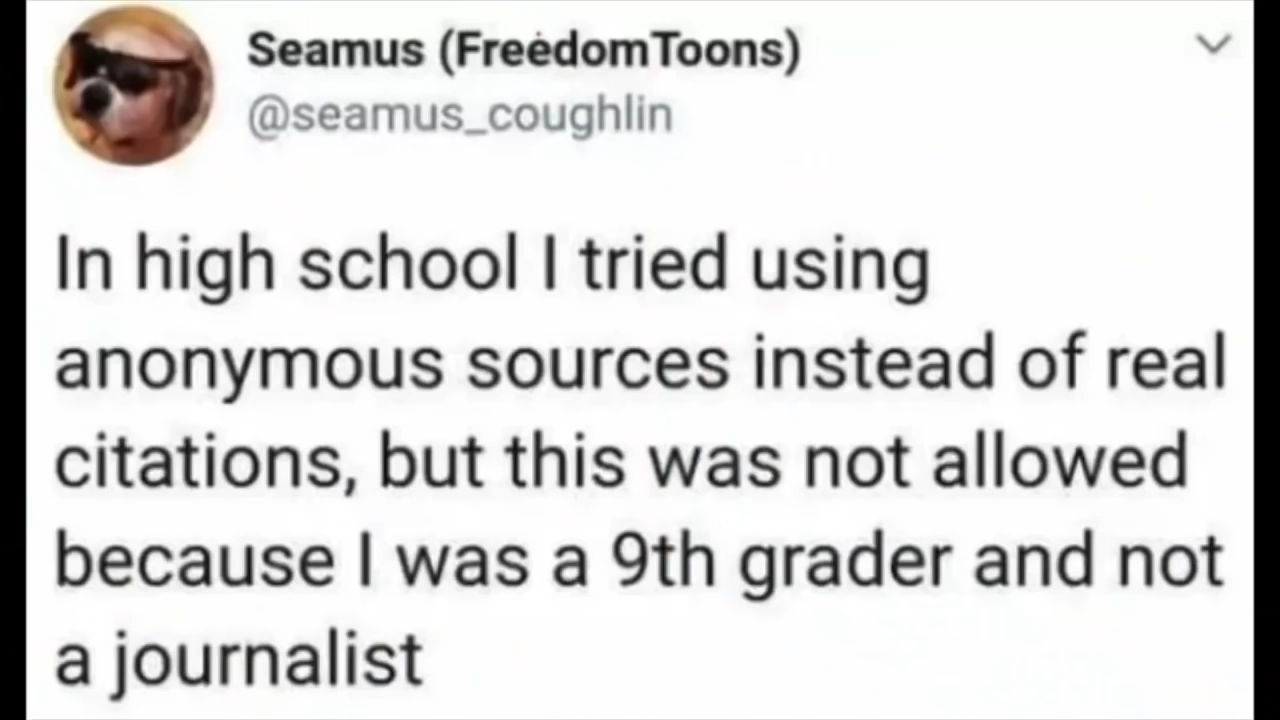 Seamus (FreedomToons)
@seamus_coughlin
In high school I tried using
anonymous sources instead of real
citations, but this was not allowed
because I was a 9th grader and not
a journalist